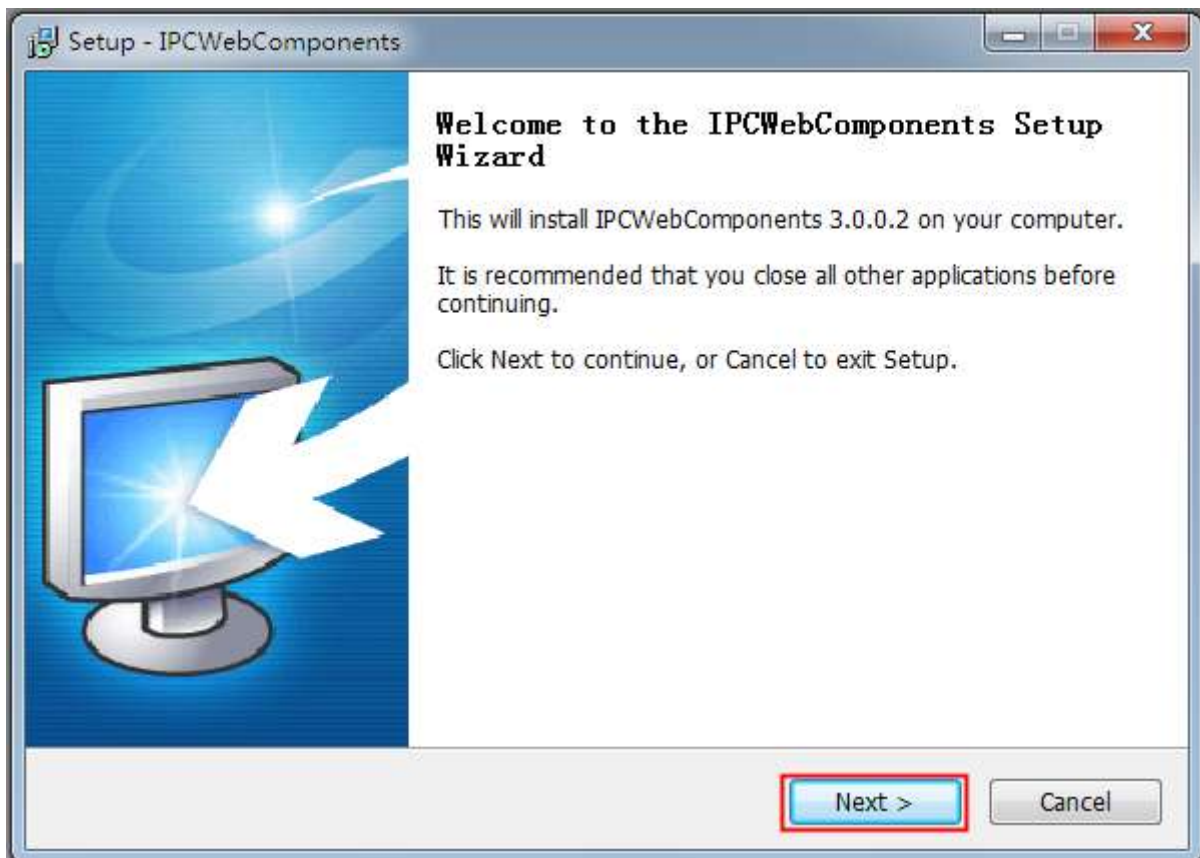 Setup - IPCWebComponents
Welcome to the IPCWebComponents Setup
Wizard
This will install IPCWebComponents 3.0.0.2 on your computer.
It is recommended that you close all other applications before
continuing.
Click Next to continue, or Cancel to exit Setup.
Next >
Cancel